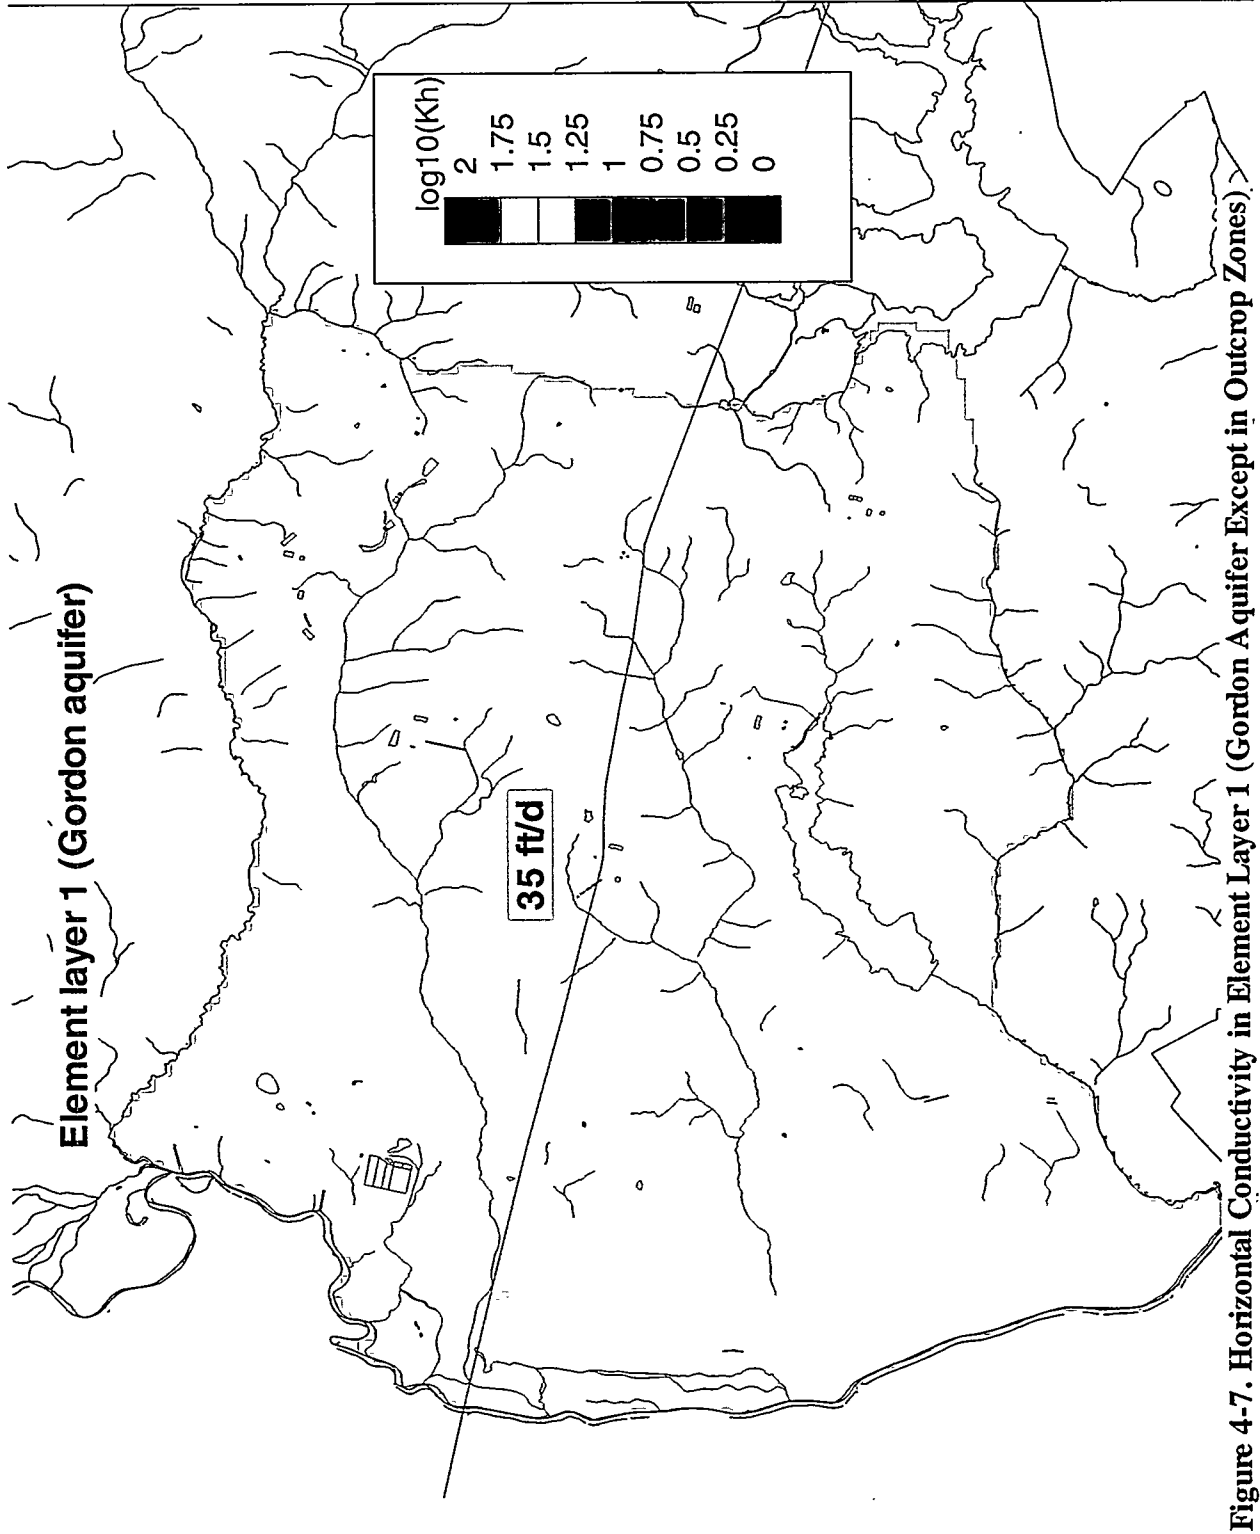 Element layer 1 (Gordon aquifer)
log10(Kh)
2
1.75
1.5
1.25
1
0.75
0.5
0.25
0
35 ft/d
Figure 4-7. Horizontal Conductivity in Element Layer 1 (Gordon Aquifer Except in Outcrop Zones)